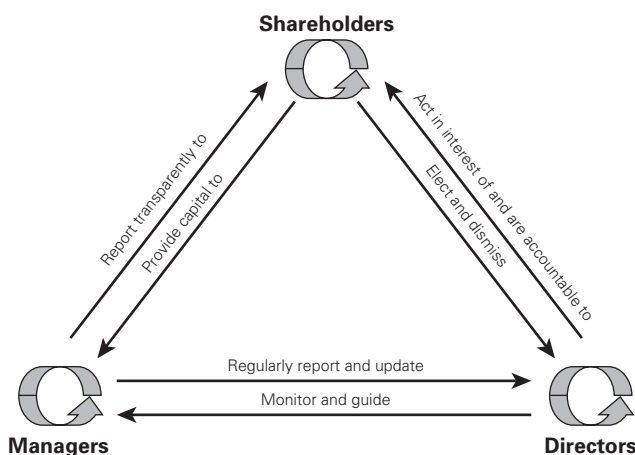 Shareholders
Report transparently to
Provide capital to
Elect and dismiss
Act in interest of and are accountable to
Regularly report and update
Monitor and guide
Managers
Directors